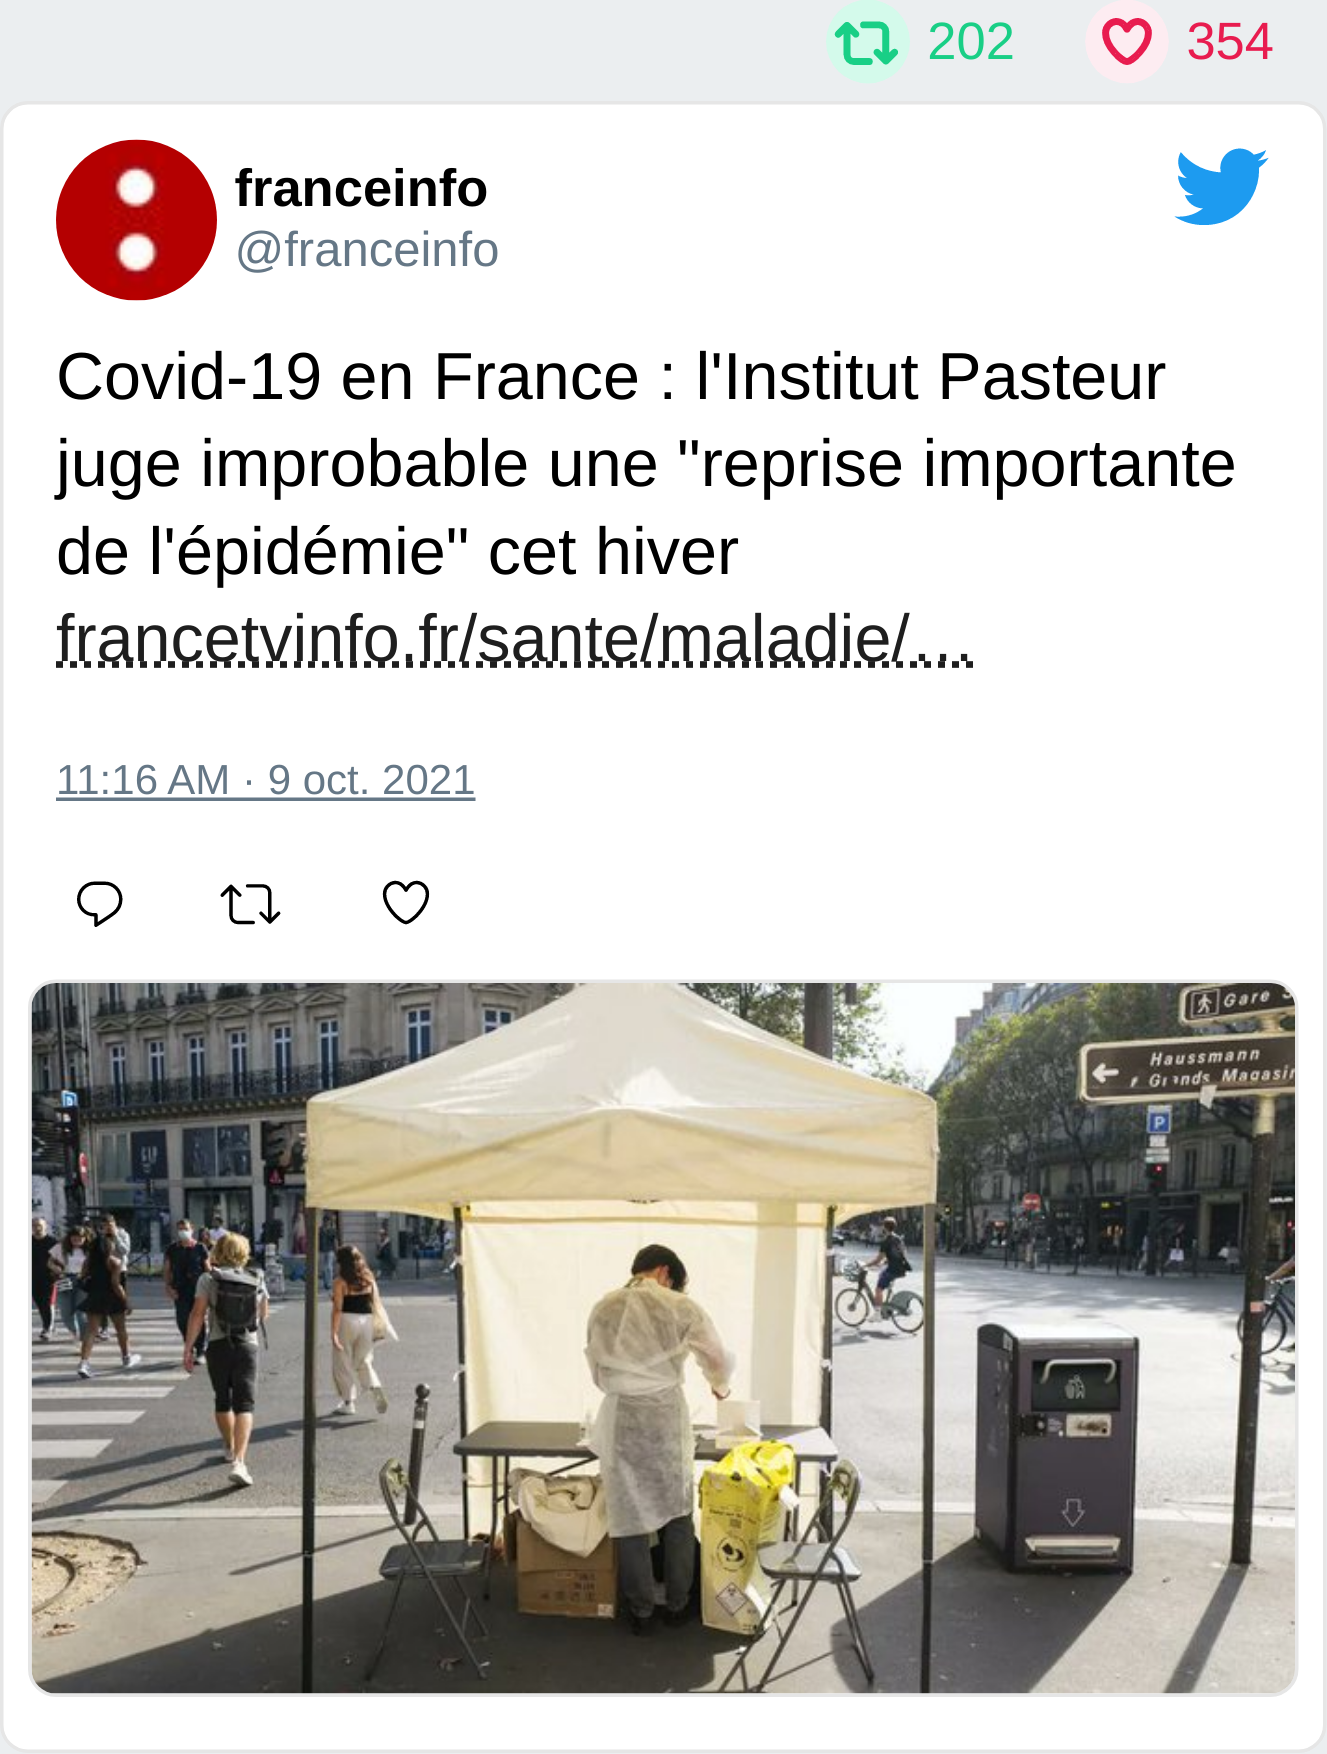 202 354
franceinfo
@franceinfo
Covid-19 en France : l'Institut Pasteur
juge improbable une "reprise importante
de l'épidémie" cet hiver
francetvinfo.fr/sante/maladie/...
11:16 AM · 9 oct. 2021
Gare
Haussmann
Grands Magasin
P
GAP